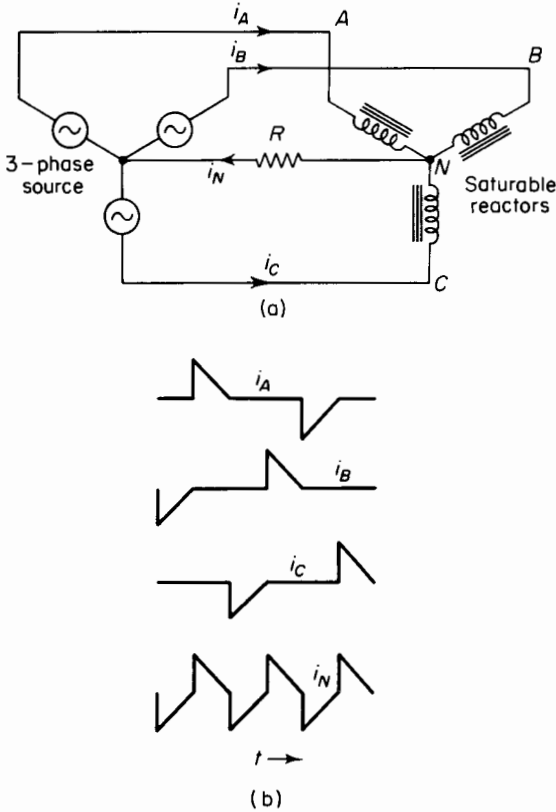 i_A
A
i_B
B
R
3-phase
source
i_N
N
Saturable
reactors
i_C
C
(a)
i_A
i_B
i_C
i_N
t →
(b)